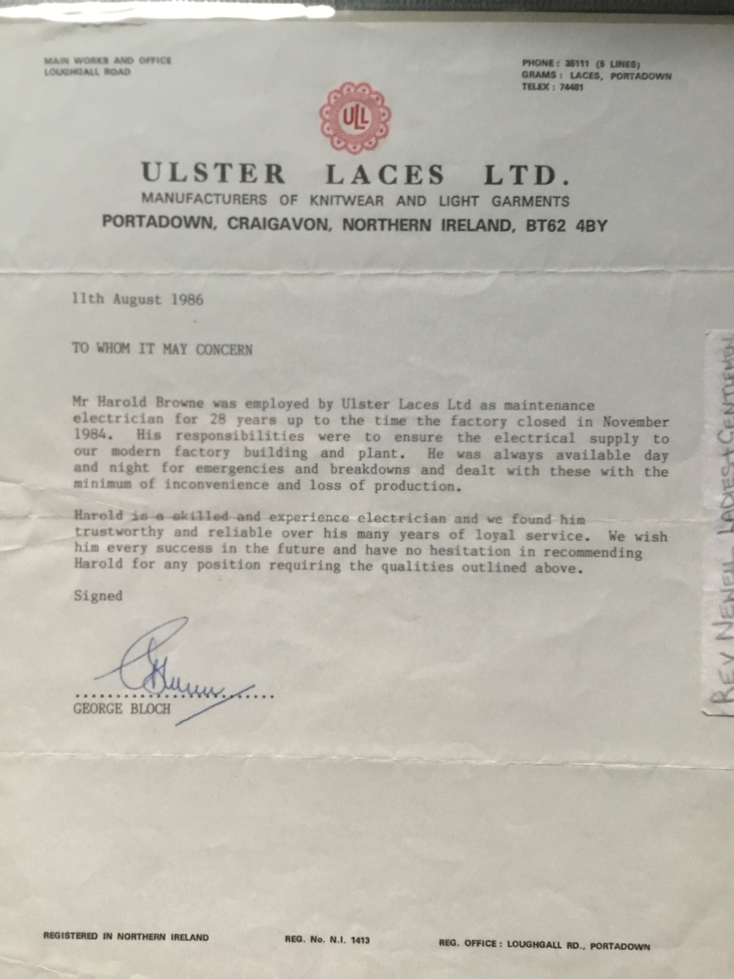 MAIN WORKS AND OFFICE
LOUGHGALL ROAD
PHONE : 35111 (5 LINES)
GRAMS : LACES, PORTADOWN
TELEX : 74481
ULL
ULSTER LACES LTD.
MANUFACTURERS OF KNITWEAR AND LIGHT GARMENTS
PORTADOWN, CRAIGAVON, NORTHERN IRELAND, BT62 4BY
11th August 1986
TO WHOM IT MAY CONCERN
Mr Harold Browne was employed by Ulster Laces Ltd as maintenance
electrician for 28 years up to the time the factory closed in November
1984. His responsibilities were to ensure the electrical supply to
our modern factory building and plant. He was always available day
and night for emergencies and breakdowns and dealt with these with the
minimum of inconvenience and loss of production.
Harold is a skilled and experience electrician and we found him
trustworthy and reliable over his many years of loyal service. We wish
him every success in the future and have no hesitation in recommending
Harold for any position requiring the qualities outlined above.
Signed
GEORGE BLOCH
REGISTERED IN NORTHERN IRELAND
REG. No. N.I. 1413
REG. OFFICE : LOUGHGALL RD., PORTADOWN
REV NEWELL LADIES + GENTLEMEN